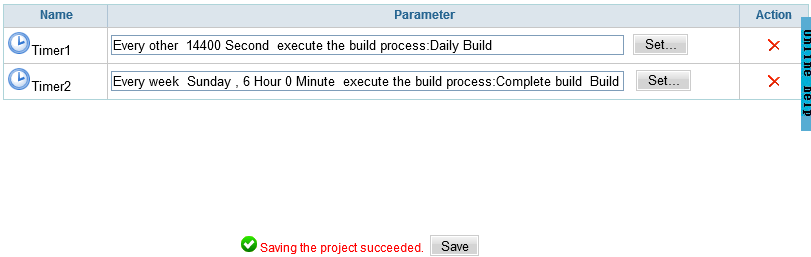 Name Parameter Action
Timer1 Every other 14400 Second execute the build process:Daily Build Set...
Timer2 Every week Sunday , 6 Hour 0 Minute execute the build process:Complete build Build Set...
Online help
Saving the project succeeded. Save